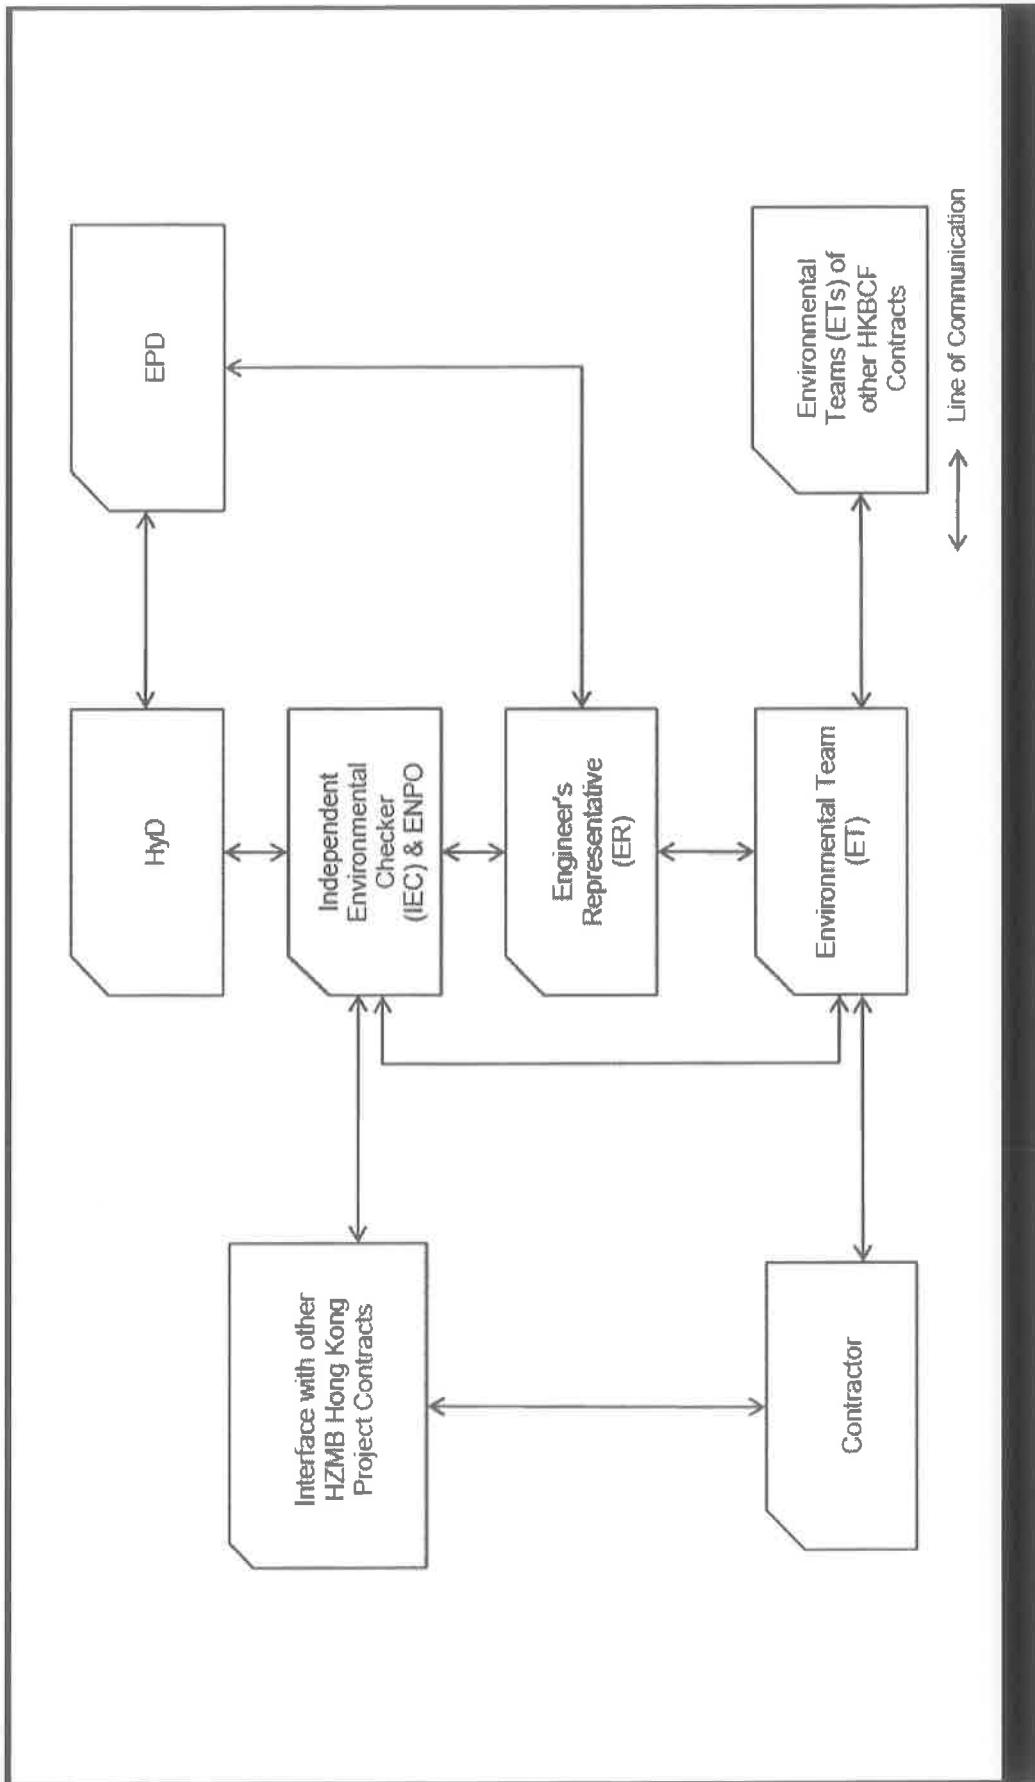 HyD
EPD
Independent
Environmental
Checker
(IEC) & ENPO
Interface with other
HZMB Hong Kong
Project Contracts
Engineer's
Representative
(ER)
Contractor
Environmental Team
(ET)
Environmental
Teams (ETs) of
other HKBCF
Contracts
Line of Communication